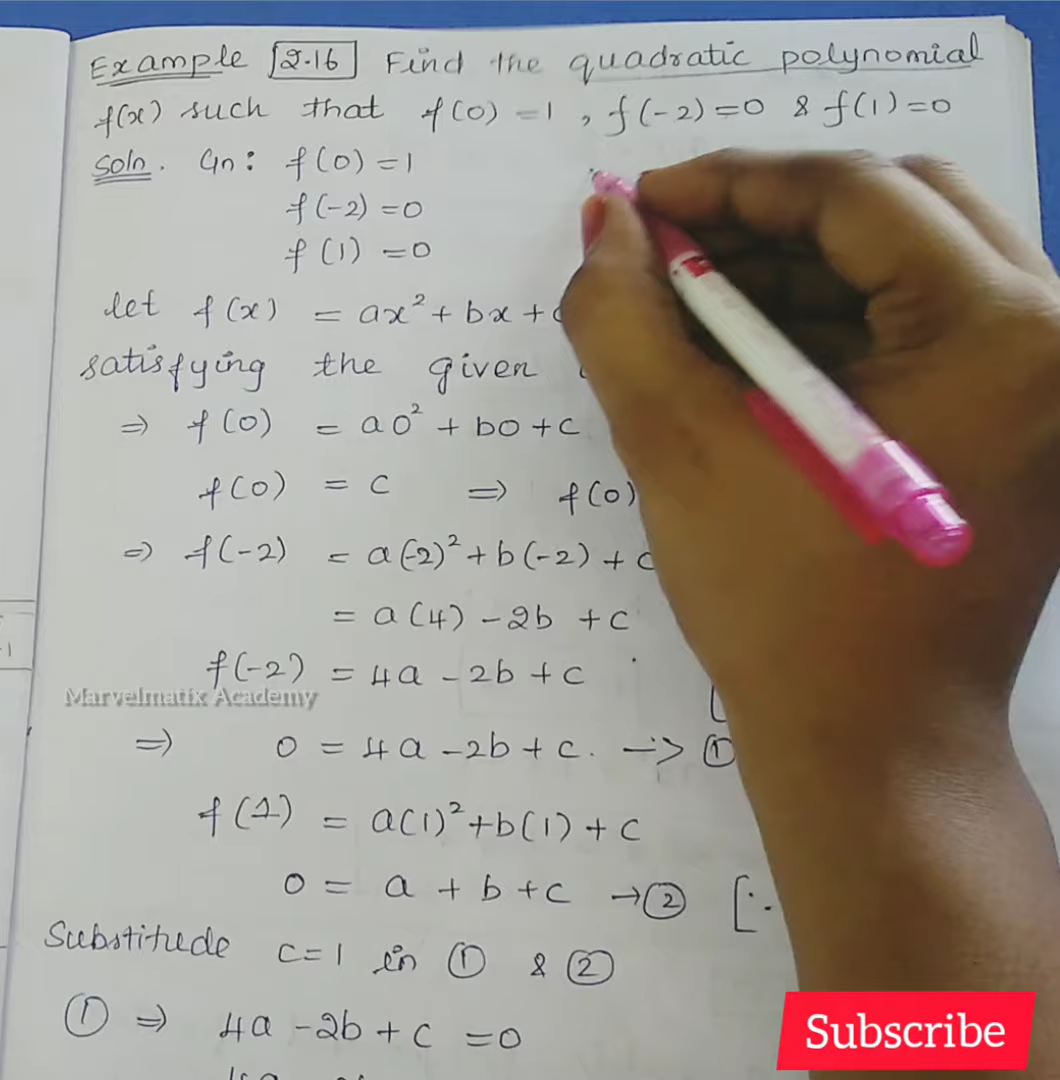 Example 2.16 Find the quadratic polynomial
f(x) such that f(0) = 1, f(-2) = 0 & f(1) = 0
Soln. Gn: f(0) = 1
f(-2) = 0
f(1) = 0
let f(x) = ax² + bx + c
satisfying the given
⇒ f(0) = a0² + b0 + c
f(0) = c ⇒ f(0)
⇒ f(-2) = a(-2)² + b(-2) + c
= a(4) - 2b + c
f(-2) = 4a - 2b + c
Marvelmatix Academy
⇒ 0 = 4a - 2b + c. → ①
f(1) = a(1)² + b(1) + c
0 = a + b + c → ② [∵
Substitude c = 1 in ① & ②
① ⇒ 4a - 2b + c = 0
Subscribe